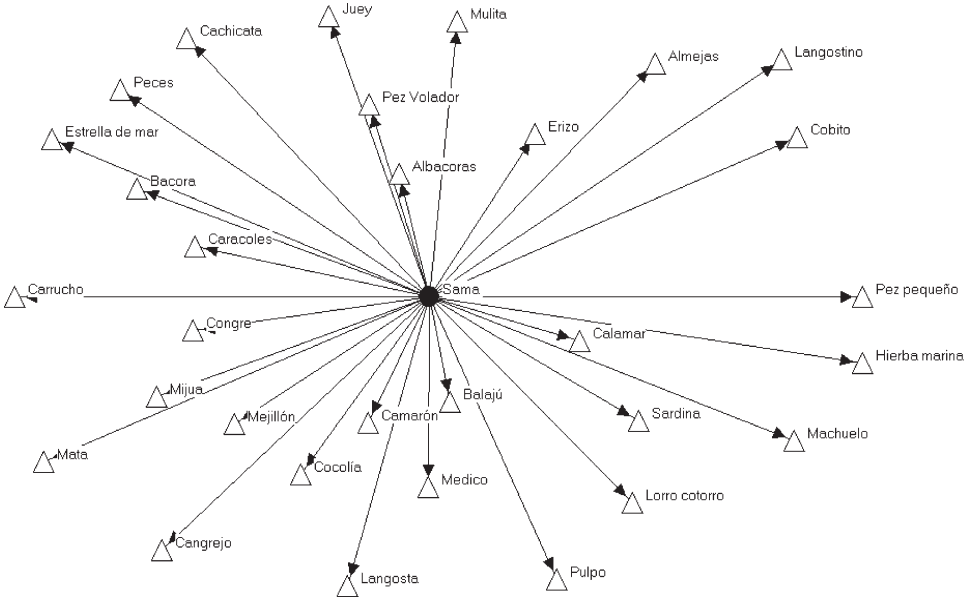 Juey
Mulita
Cachicata
Almejas
Langostino
Peces
Pez Volador
Erizo
Cobito
Estrella de mar
Albacoras
Bacora
Caracoles
Carrucho
Sama
Pez pequeño
Congre
Calamar
Hierba marina
Mijua
Balajú
Mejillón
Camarón
Sardina
Machuelo
Mata
Cocolía
Medico
Lorro cotorro
Cangrejo
Langosta
Pulpo